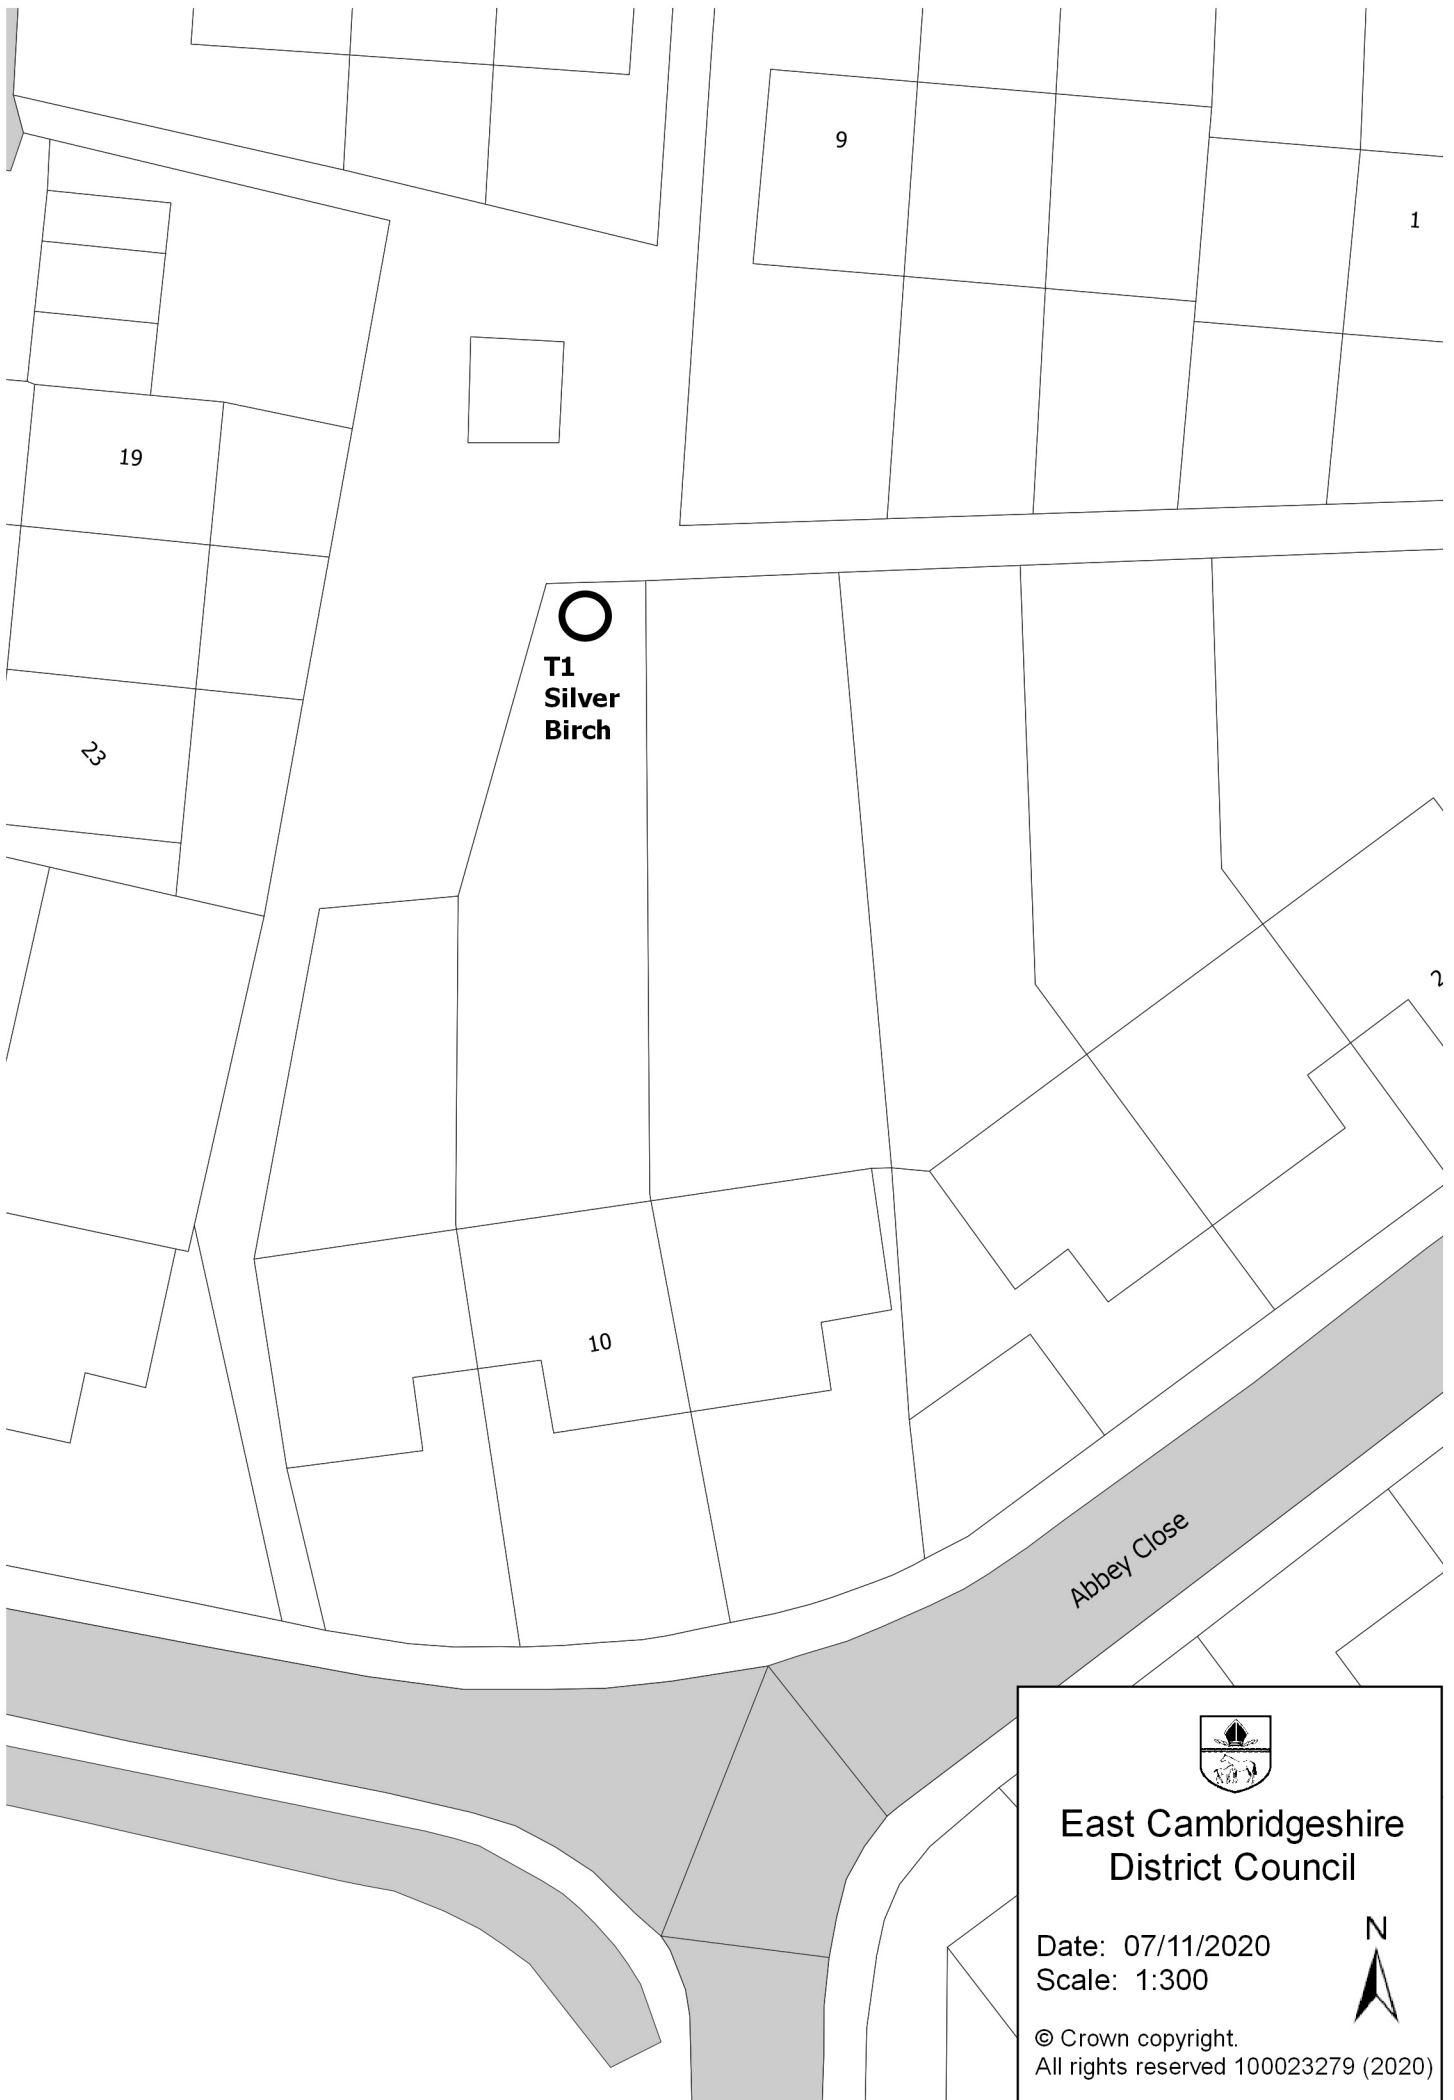 9
1
19
T1
Silver
Birch
23
2
10
Abbey Close
East Cambridgeshire
District Council
N
Date: 07/11/2020
Scale: 1:300
© Crown copyright.
All rights reserved 100023279 (2020)